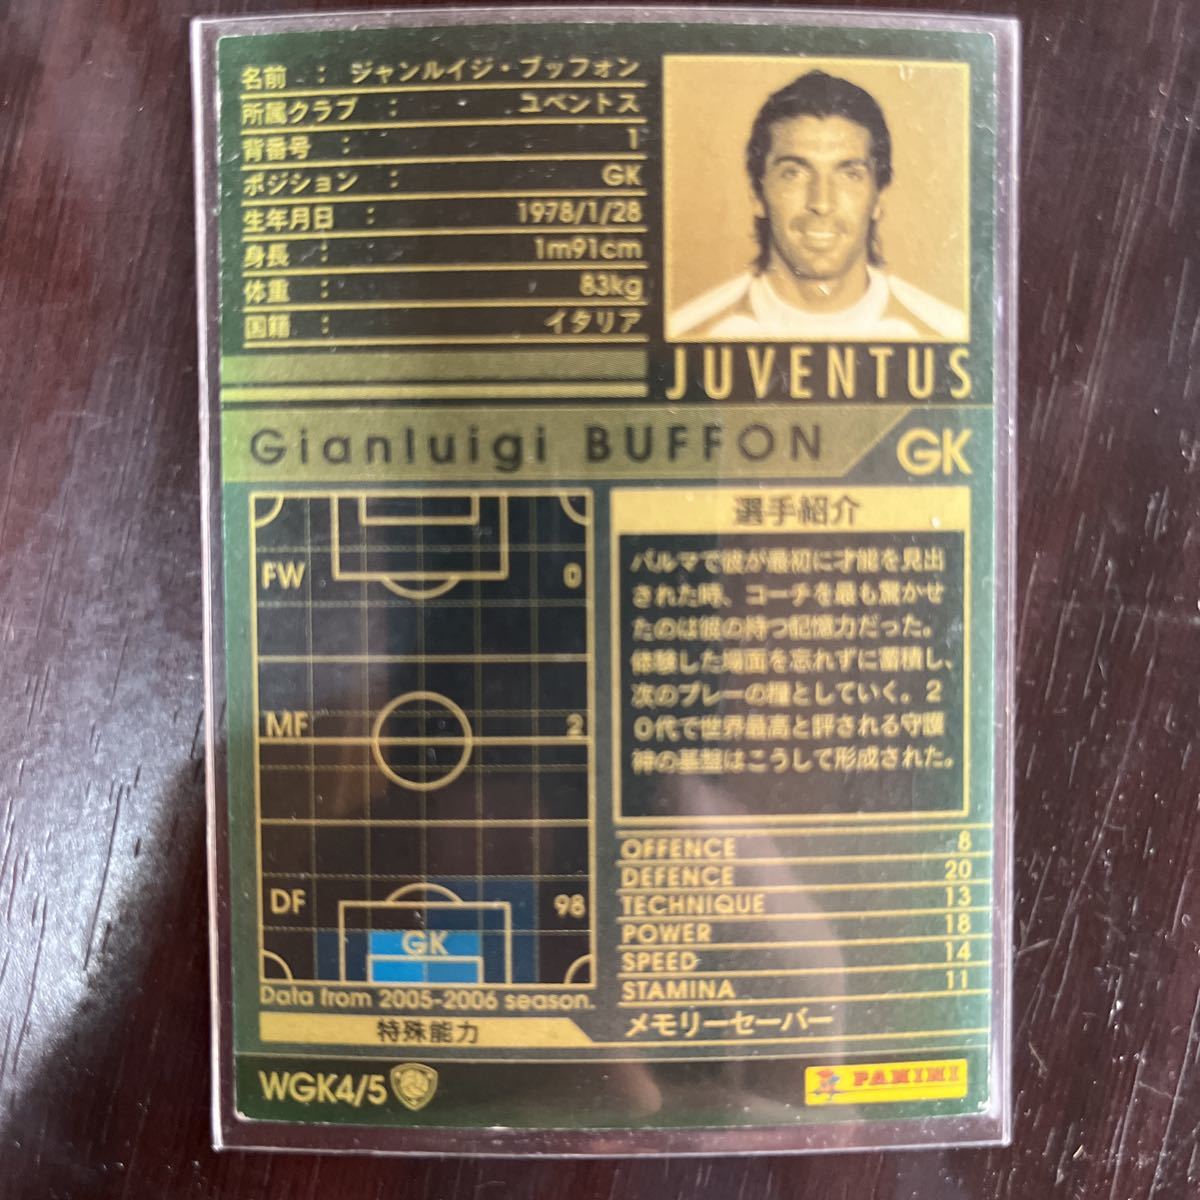 名前 : ジャンルイジ・ブッフォン
所属クラブ : ユベントス
背番号 : 1
ポジション : GK
生年月日 : 1978/1/28
身長 : 1m91cm
体重 : 83kg
国籍 : イタリア
JUVENTUS
Gianluigi BUFFON GK
FW 0
MF 2
DF 98
GK
Data from 2005-2006 season.
選手紹介
パルマで彼が最初に才能を見出
された時、コーチを最も驚かせ
たのは彼の持つ記憶力だった。
体験した場面を忘れずに蓄積し、
次のプレーの糧としていく。2
0代で世界最高と評される守護
神の基盤はこうして形成された。
OFFENCE 8
DEFENCE 20
TECHNIQUE 13
POWER 18
SPEED 14
STAMINA 11
特殊能力 メモリーセーバー
WGK4/5
PANINI